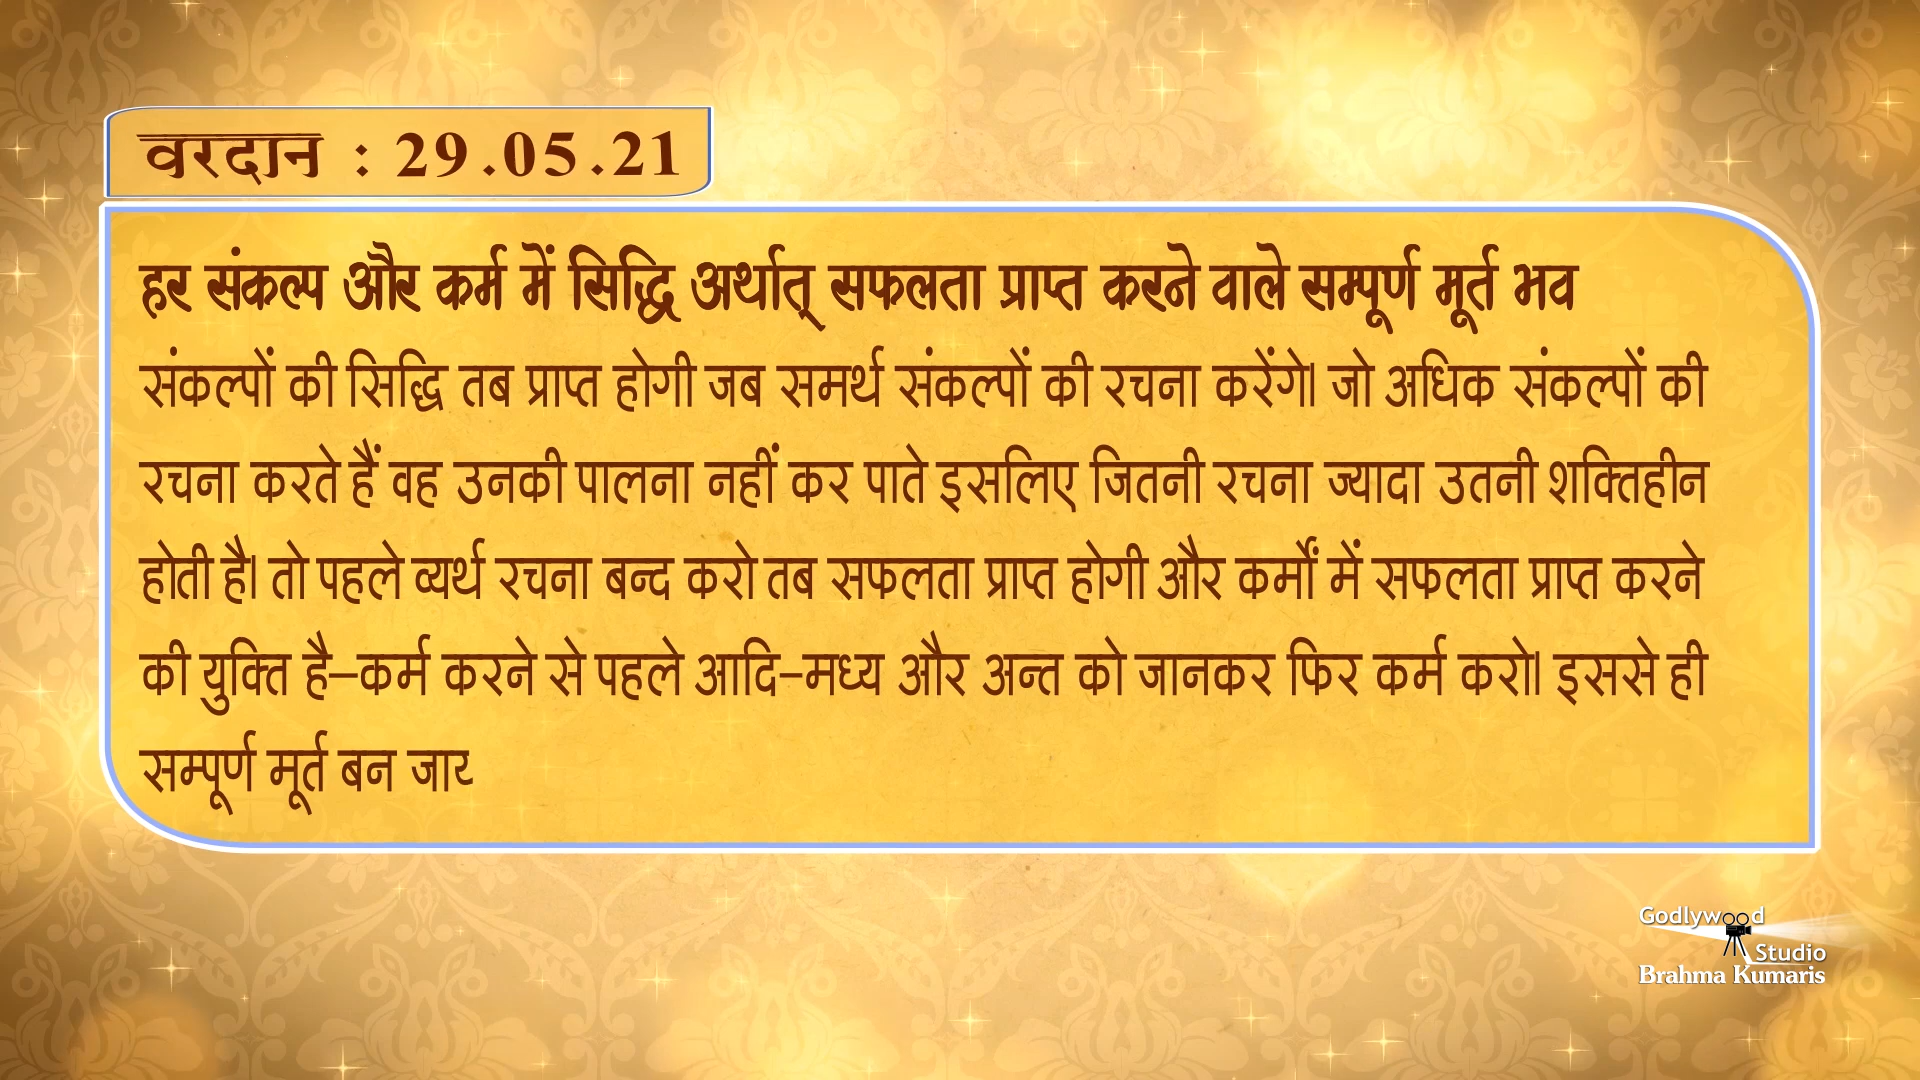 वरदान : 29.05.21
हर संकल्प और कर्म में सिद्धि अर्थात् सफलता प्राप्त करने वाले सम्पूर्ण मूर्त भव
संकल्पों की सिद्धि तब प्राप्त होगी जब समर्थ संकल्पों की रचना करेंगे। जो अधिक संकल्पों की
रचना करते हैं वह उनकी पालना नहीं कर पाते इसलिए जितनी रचना ज्यादा उतनी शक्तिहीन
होती है। तो पहले व्यर्थ रचना बन्द करो तब सफलता प्राप्त होगी और कर्मों में सफलता प्राप्त करने
की युक्ति है–कर्म करने से पहले आदि-मध्य और अन्त को जानकर फिर कर्म करो। इससे ही
सम्पूर्ण मूर्त बन
Godlywood
Studio
Brahma Kumaris